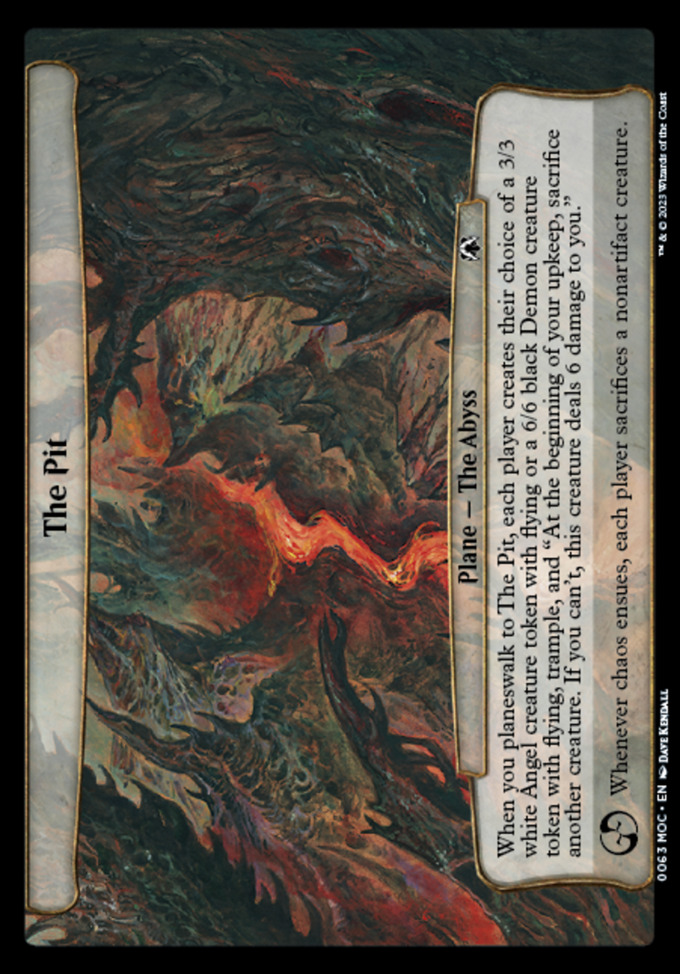 The Pit
Plane — The Abyss
When you planeswalk to The Pit, each player creates their choice of a 3/3
white Angel creature token with flying or a 6/6 black Demon creature
token with flying, trample, and “At the beginning of your upkeep, sacrifice
another creature. If you can’t, this creature deals 6 damage to you.”
Whenever chaos ensues, each player sacrifices a nonartifact creature.
0063 MOC • EN DAVE KENDALL
™ & © 2023 Wizards of the Coast